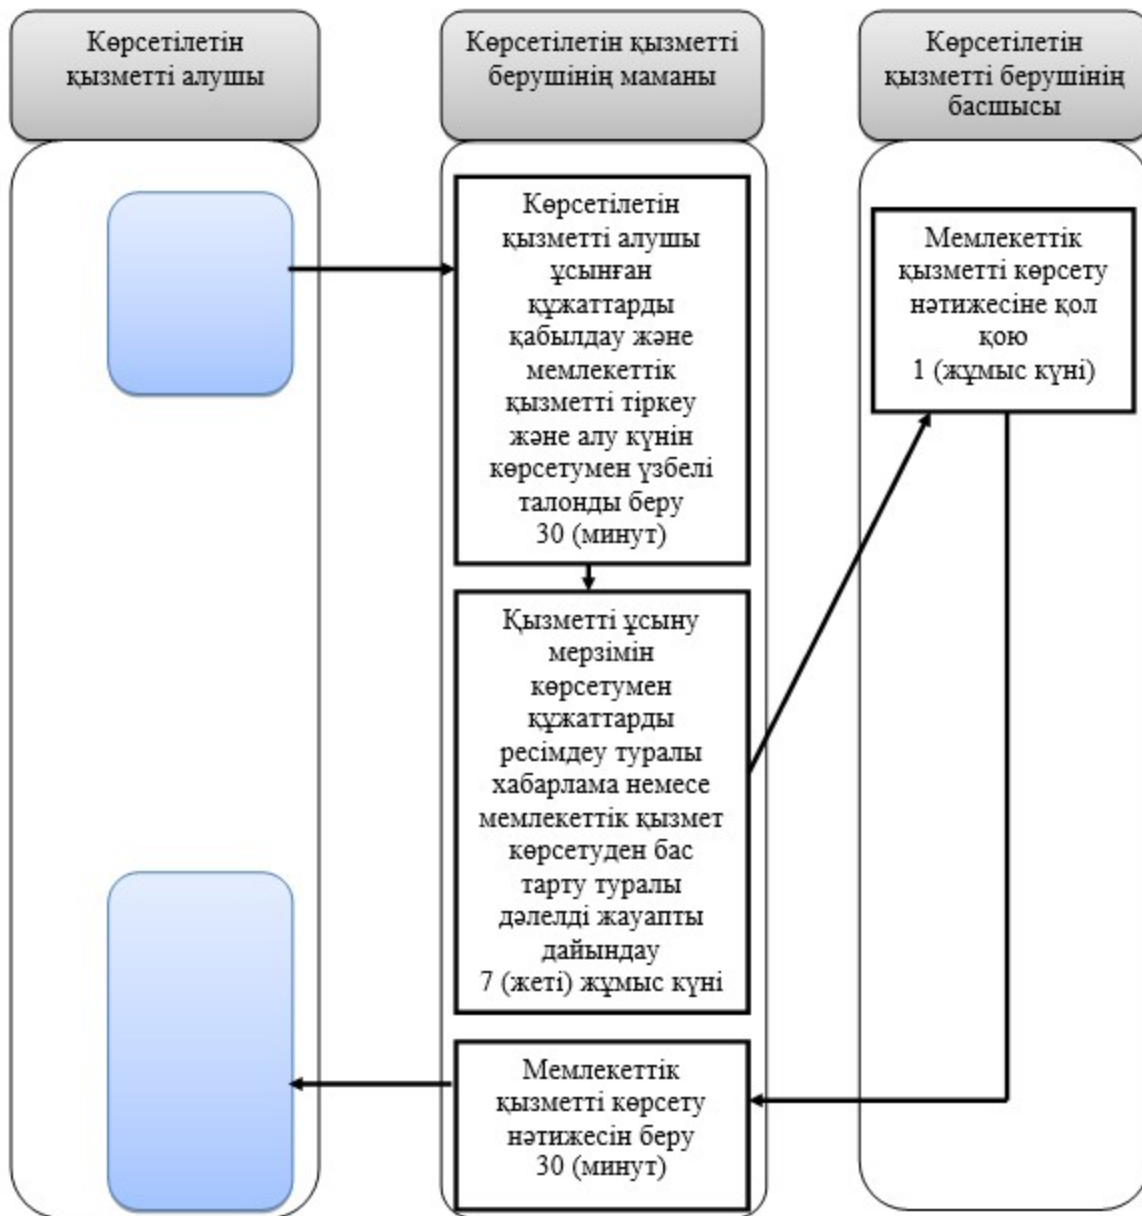 Көрсетілетін
қызметті алушы
Көрсетілетін қызметті
берушінің маманы
Көрсетілетін
қызметті берушінің
басшысы
Көрсетілетін
қызметті алушы
ұсынған
құжаттарды
қабылдау және
мемлекеттік
қызметті тіркеу
және алу күнін
көрсетумен үзбелі
талонды беру
30 (минут)
Қызметті ұсыну
мерзімін
көрсетумен
құжаттарды
ресімдеу туралы
хабарлама немесе
мемлекеттік қызмет
көрсетуден бас
тарту туралы
дәлелді жауапты
дайындау
7 (жеті) жұмыс күні
Мемлекеттік
қызметті көрсету
нәтижесіне қол
қою
1 (жұмыс күні)
Мемлекеттік
қызметті көрсету
нәтижесін беру
30 (минут)